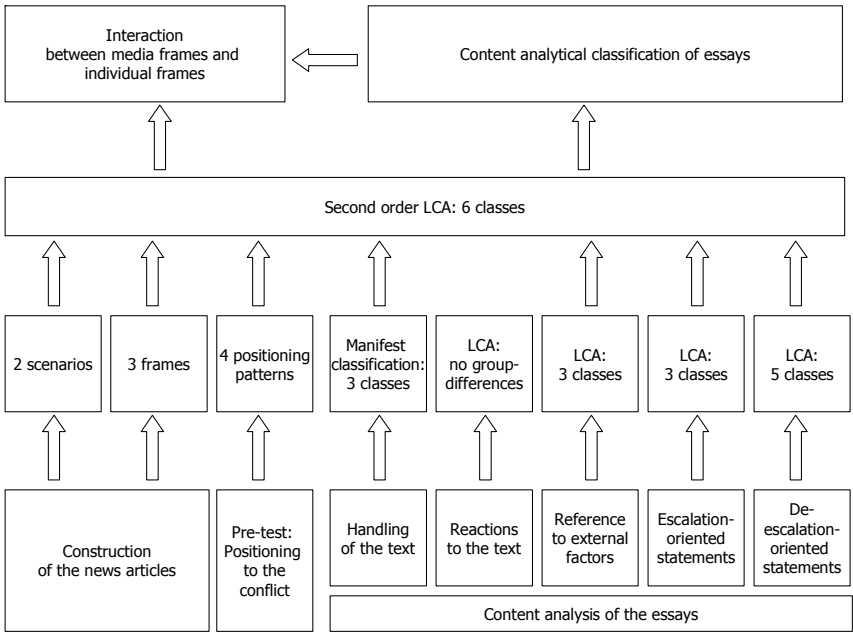 Interaction
between media frames and
individual frames
Content analytical classification of essays
Second order LCA: 6 classes
2 scenarios
3 frames
4 positioning
patterns
Manifest
classification:
3 classes
LCA:
no group-
differences
LCA:
3 classes
LCA:
3 classes
LCA:
5 classes
Construction
of the news articles
Pre-test:
Positioning
to the
conflict
Handling
of the text
Reactions
to the text
Reference
to external
factors
Escalation-
oriented
statements
De-
escalation-
oriented
statements
Content analysis of the essays